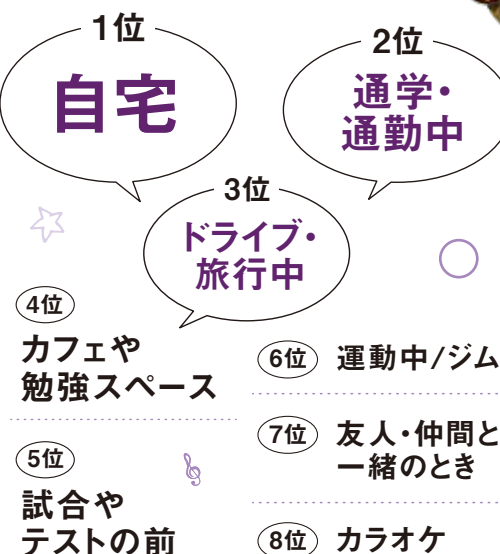 1位
自宅
2位
通学・
通勤中
3位
ドライブ・
旅行中
4位
カフェや
勉強スペース
5位
試合や
テストの前
6位 運動中/ジム
7位 友人・仲間と
一緒のとき
8位 カラオケ